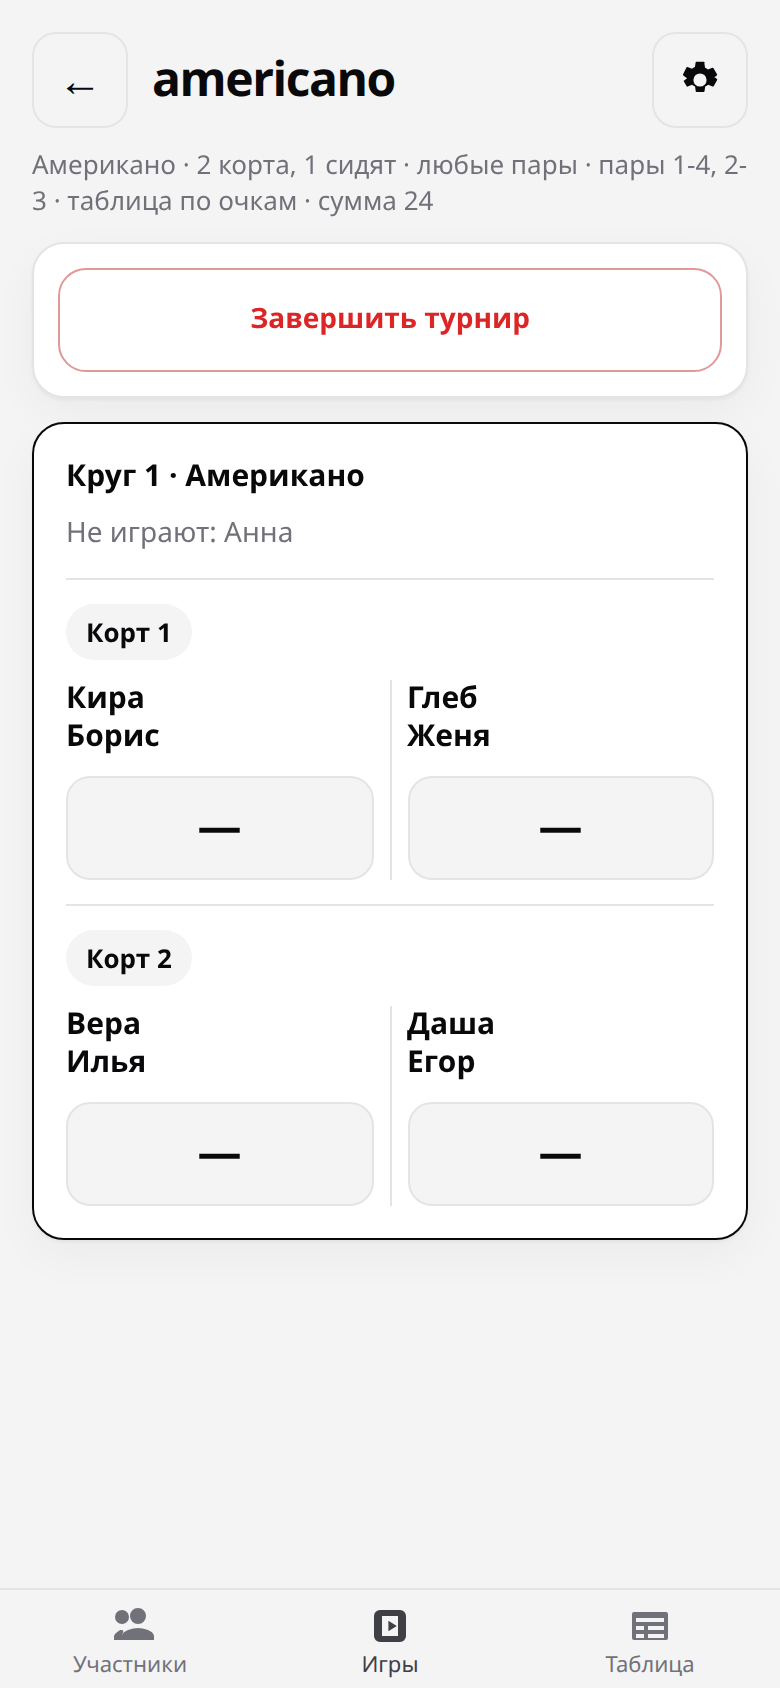 ←
americano
Американо · 2 корта, 1 сидят · любые пары · пары 1-4, 2-
3 · таблица по очкам · сумма 24
Завершить турнир
Круг 1 · Американо
Не играют: Анна
Корт 1
Кира
Борис
Глеб
Женя
—
—
Корт 2
Вера
Илья
Даша
Егор
—
—
Участники
Игры
Таблица